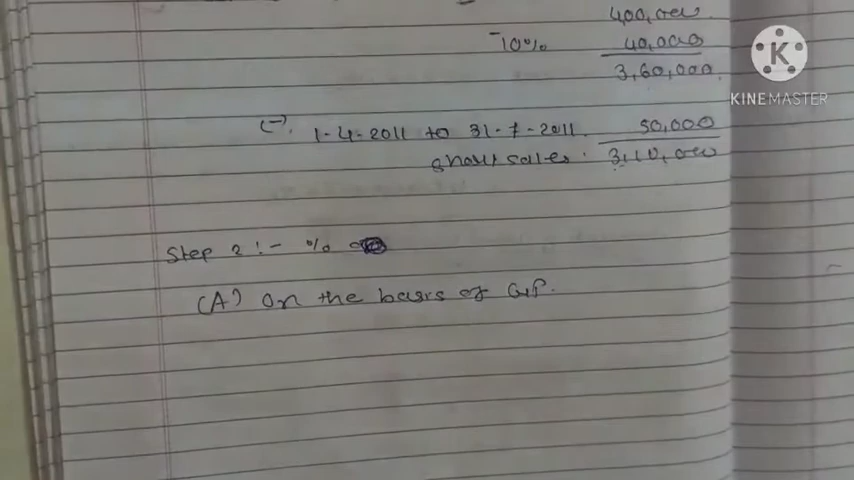 400,000
-10% 40,000
3,60,000
KINEMASTER
(-). 1-4-2011 to 31-7-2011. 50,000
Short sales. 3,10,000
Step 2 :- %
(A) on the basis of G.P.